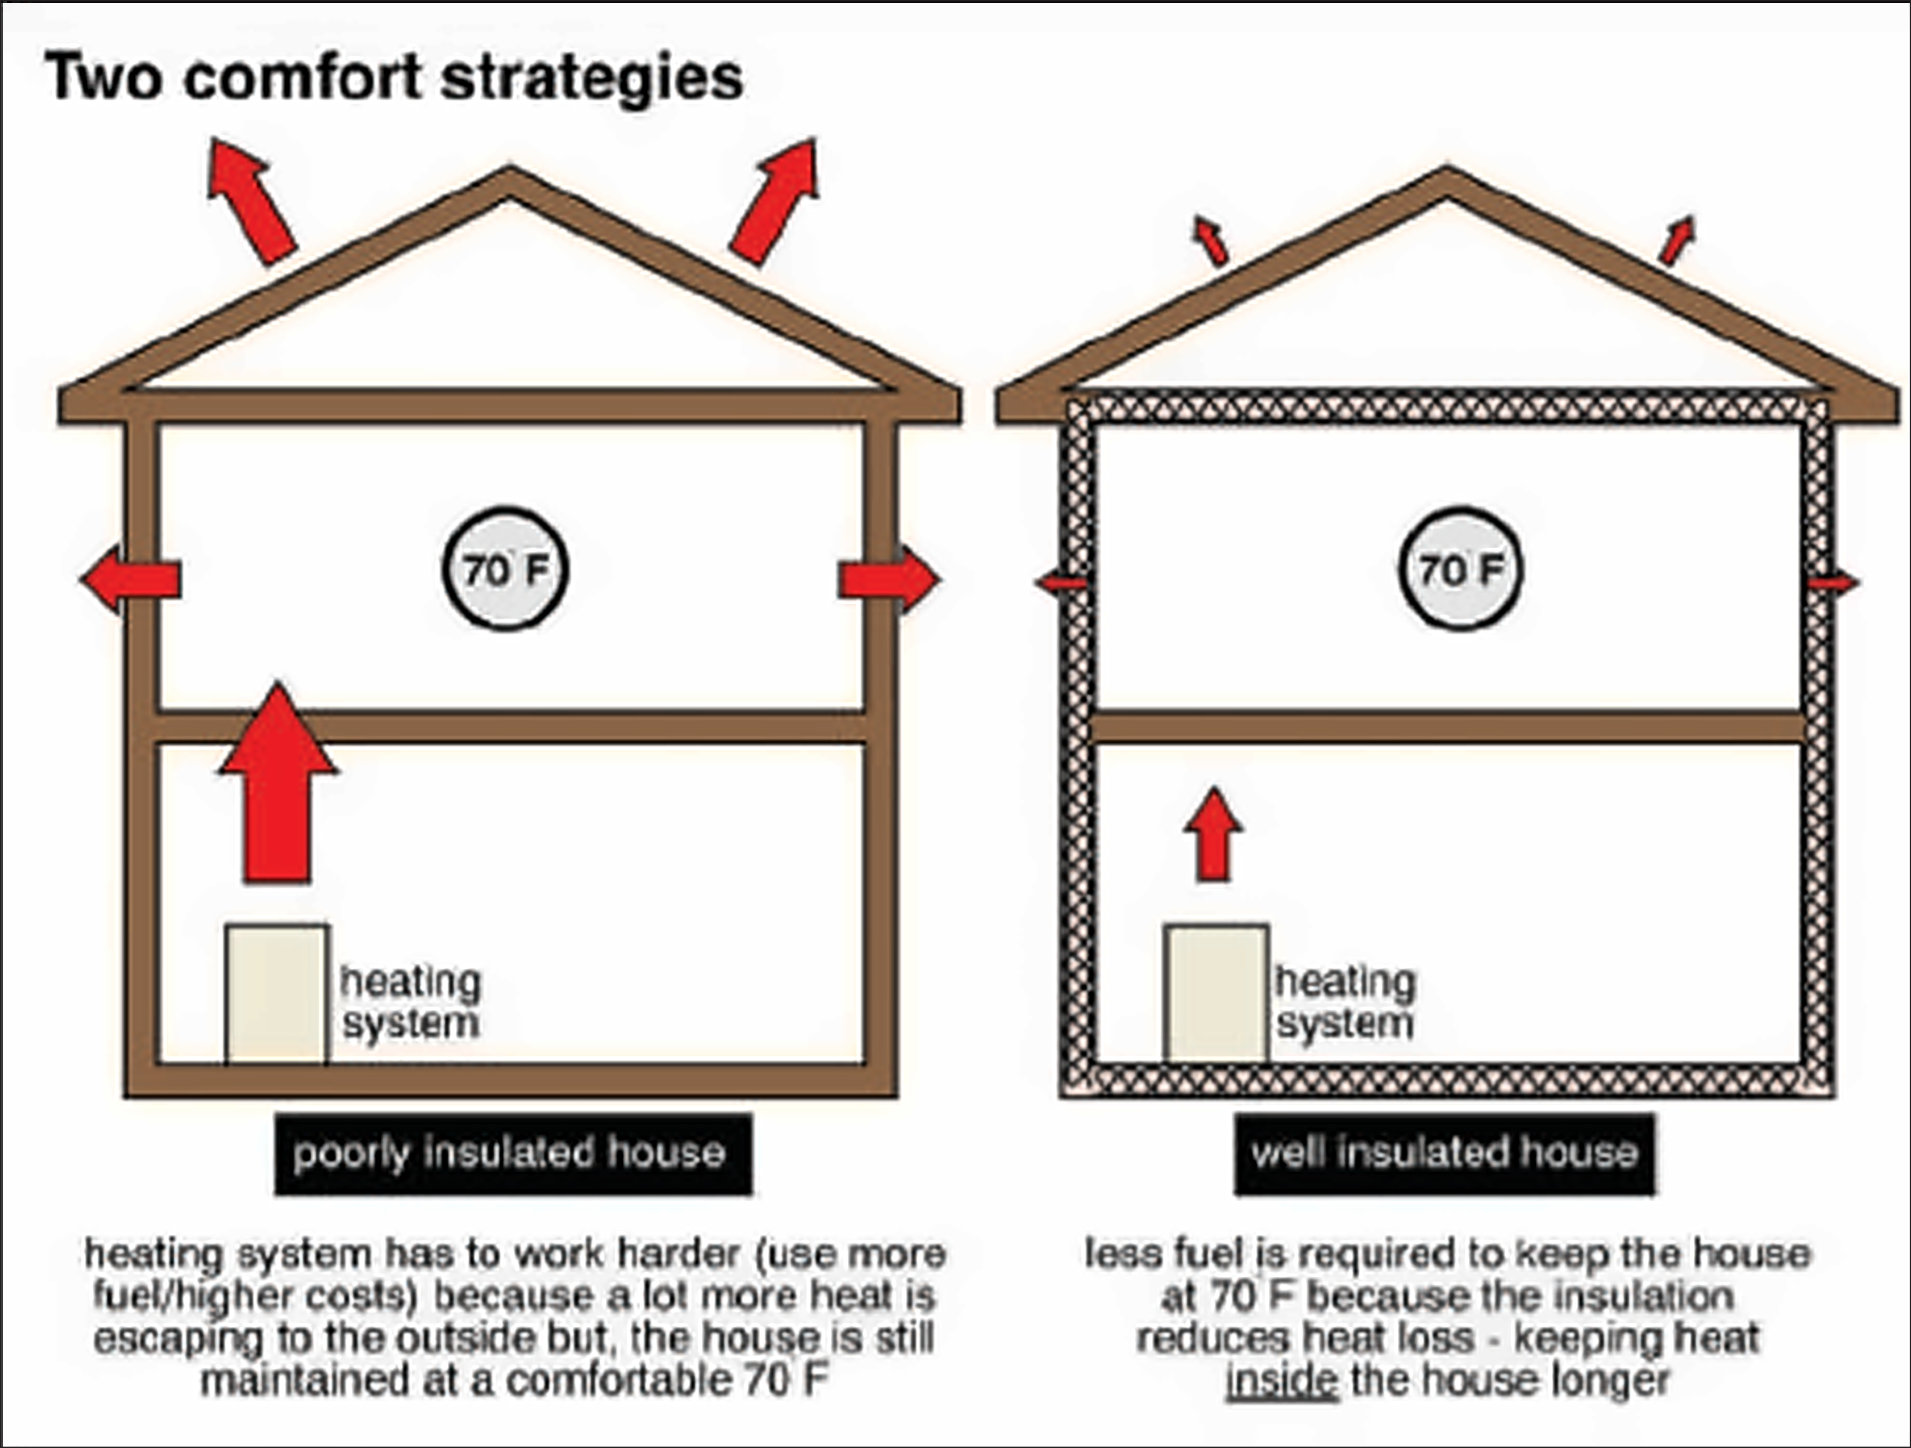 Two comfort strategies
70 F
heating
system
poorly insulated house
heating system has to work harder (use more
fuel/higher costs) because a lot more heat is
escaping to the outside but, the house is still
maintained at a comfortable 70 F
70 F
heating
system
well insulated house
less fuel is required to keep the house
at 70 F because the insulation
reduces heat loss - keeping heat
inside the house longer